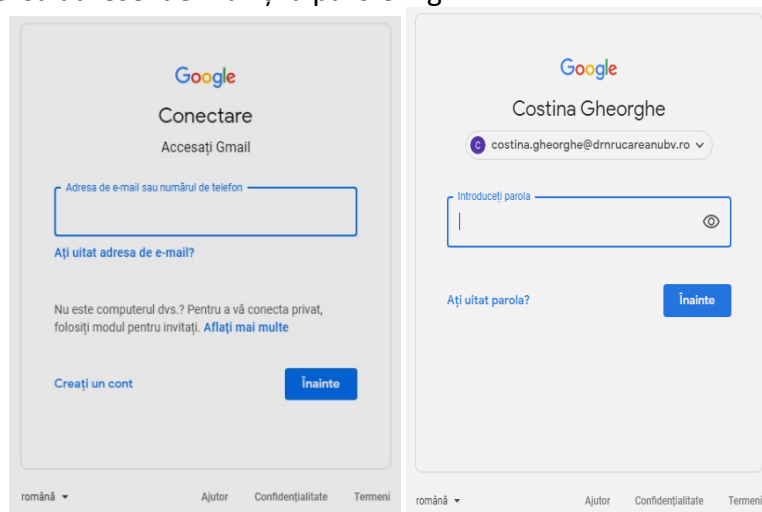 Google
Conectare
Accesați Gmail
Adresa de e-mail sau numărul de telefon
Ați uitat adresa de e-mail?
Nu este computerul dvs.? Pentru a vă conecta privat,
folosiți modul pentru invitați. Aflați mai multe
Creați un cont
Înainte
română
Ajutor
Confidențialitate
Termeni
Google
Costina Gheorghe
C costina.gheorghe@drnrucareanubv.ro
Introduceți parola
Ați uitat parola?
Înainte
română
Ajutor
Confidențialitate
Termeni